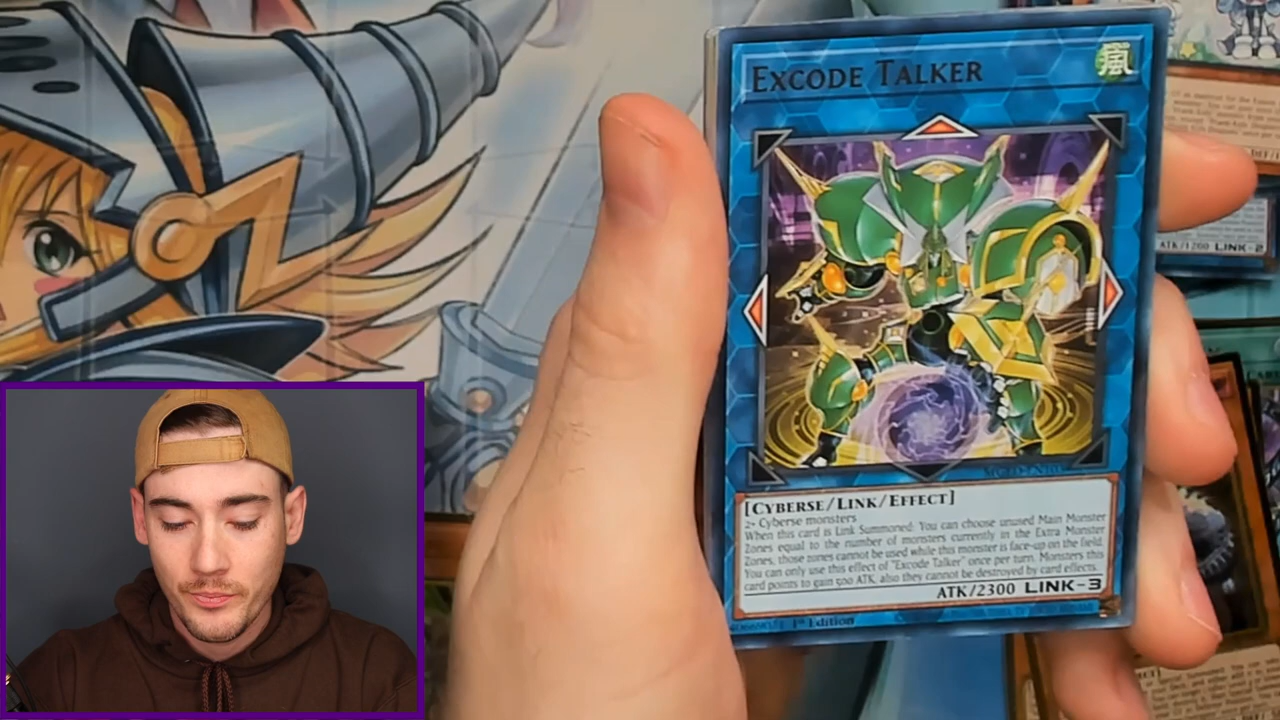 EXCODE TALKER
風
[CYBERSE/LINK/EFFECT]
2+ Cyberse monsters
When this card is Link Summoned: You can choose unused Main Monster
Zones equal to the number of monsters currently in the Extra Monster
Zones, those zones cannot be used while this monster is face-up on the field.
You can only use this effect of "Excode Talker" once per turn. Monsters this
card points to gain 500 ATK, also they cannot be destroyed by card effects.
ATK/2300 LINK-3
1st Edition
ATK/1200 LINK-2